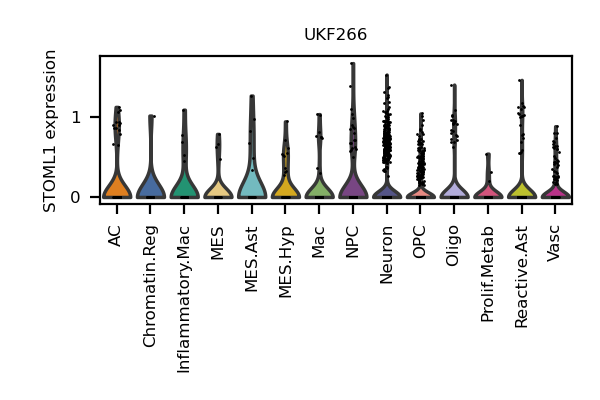 UKF266
STOML1 expression
1
0
AC
Chromatin.Reg
Inflammatory.Mac
MES
MES.Ast
MES.Hyp
Mac
NPC
Neuron
OPC
Oligo
Prolif.Metab
Reactive.Ast
Vasc